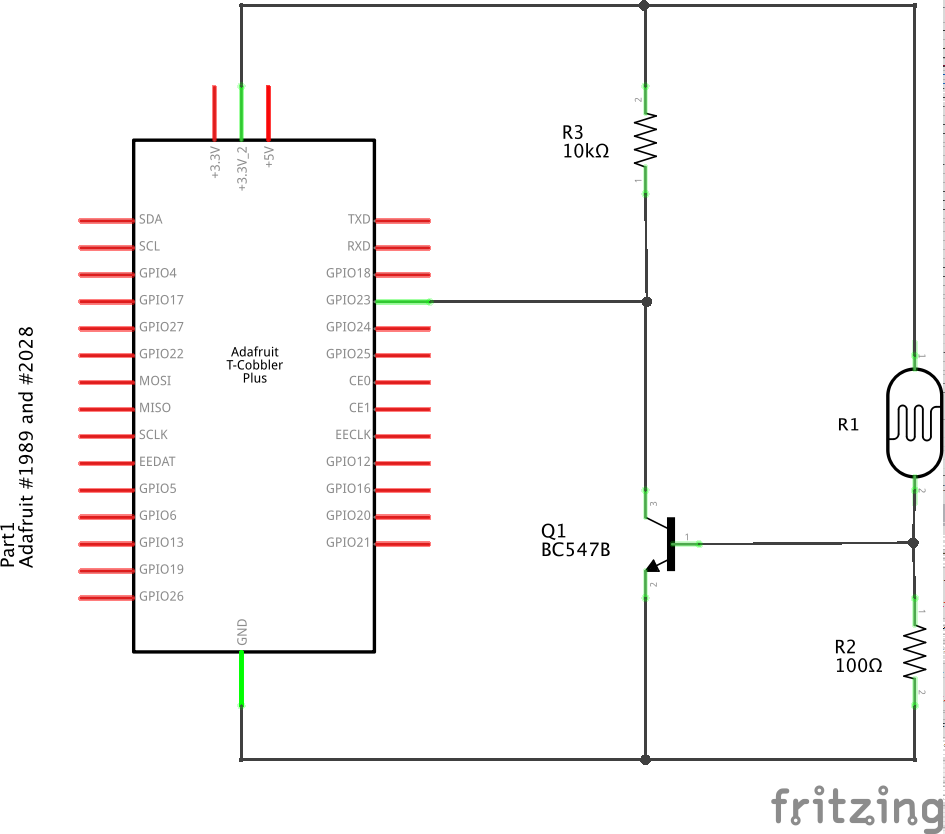 2
R3
10kΩ
1
+3.3V
+3.3V_2
+5V
SDA
TXD
SCL
RXD
GPIO4
GPIO18
GPIO17
GPIO23
GPIO27
GPIO24
GPIO22
GPIO25
Adafruit
T-Cobbler
Plus
MOSI
CE0
MISO
CE1
SCLK
EECLK
EEDAT
GPIO12
GPIO5
GPIO16
GPIO6
GPIO20
GPIO13
GPIO21
GPIO19
GPIO26
GND
Part1
Adafruit #1989 and #2028
1
R1
2
3
Q1
BC547B
1
2
1
R2
100Ω
2
fritzing